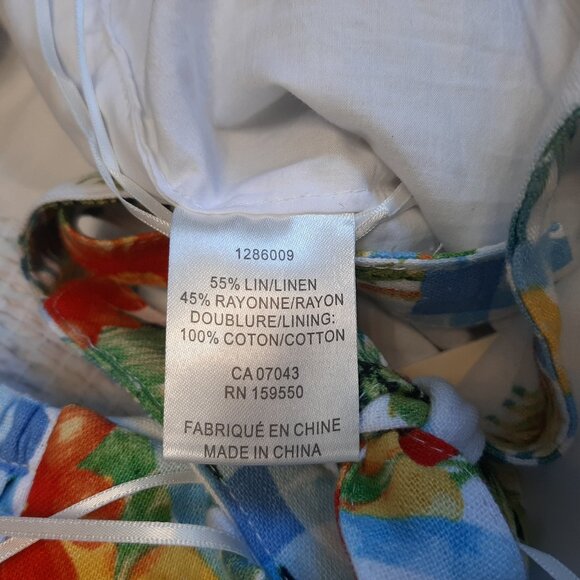 1286009
55% LIN/LINEN
45% RAYONNE/RAYON
DOUBLURE/LINING:
100% COTON/COTTON
CA 07043
RN 159550
FABRIQUÉ EN CHINE
MADE IN CHINA